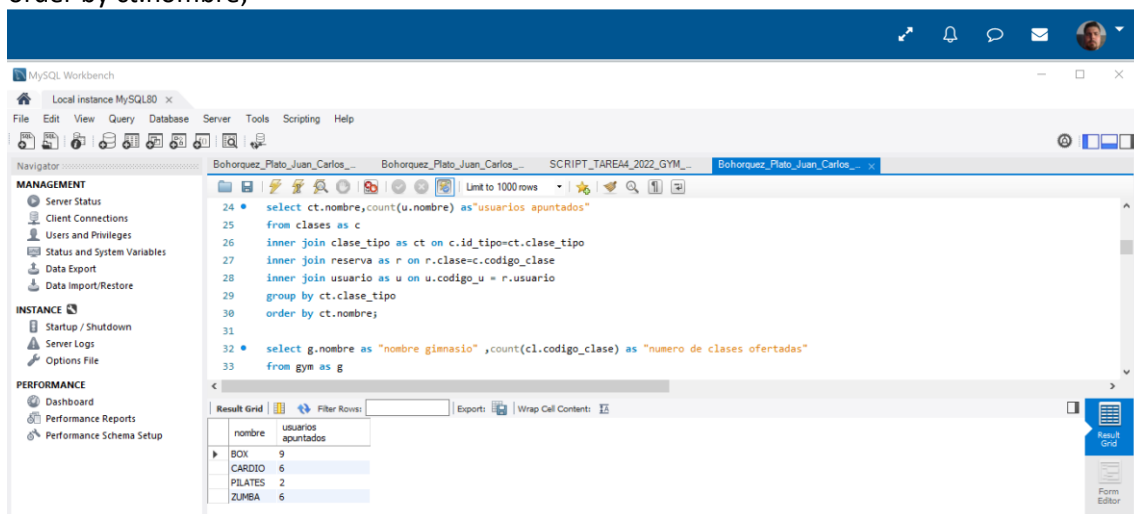 order by ct.nombre;
MySQL Workbench
Local instance MySQL80 ×
File Edit View Query Database Server Tools Scripting Help
Navigator
Bohorquez_Plato_Juan_Carlos_... Bohorquez_Plato_Juan_Carlos_... SCRIPT_TAREA4_2022_GYM_... Bohorquez_Plato_Juan_Carlos_... ×
MANAGEMENT
Server Status
Client Connections
Users and Privileges
Status and System Variables
Data Export
Data Import/Restore
INSTANCE
Startup / Shutdown
Server Logs
Options File
PERFORMANCE
Dashboard
Performance Reports
Performance Schema Setup
Limit to 1000 rows
24 select ct.nombre,count(u.nombre) as"usuarios apuntados"
25 from clases as c
26 inner join clase_tipo as ct on c.id_tipo=ct.clase_tipo
27 inner join reserva as r on r.clase=c.codigo_clase
28 inner join usuario as u on u.codigo_u = r.usuario
29 group by ct.clase_tipo
30 order by ct.nombre;
31
32 select g.nombre as "nombre gimnasio" ,count(cl.codigo_clase) as "numero de clases ofertadas"
33 from gym as g
Result Grid Filter Rows: Export: Wrap Cell Content:
nombre usuarios apuntados
BOX 9
CARDIO 6
PILATES 2
ZUMBA 6
Result Grid
Form Editor